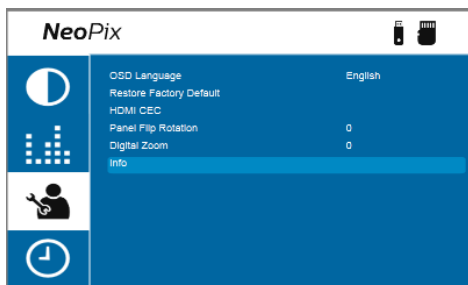 NeoPix
OSD Language English
Restore Factory Default
HDMI CEC
Panel Flip Rotation 0
Digital Zoom 0
Info